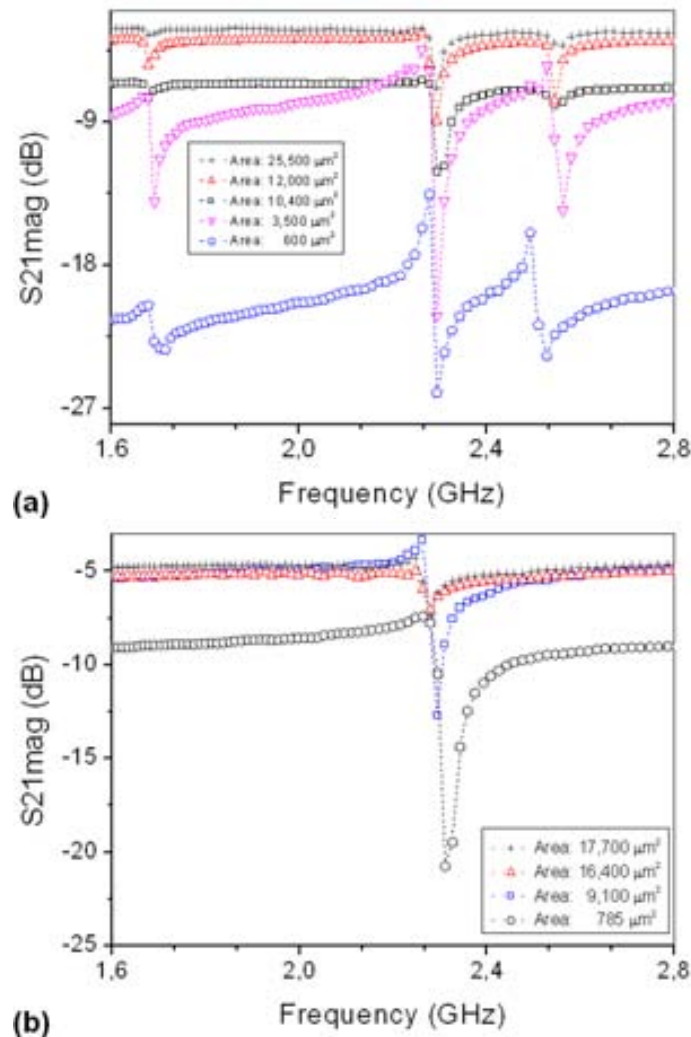 -9
-18
-27
S21mag (dB)
Area: 25,500 μm²
Area: 12,000 μm²
Area: 10,400 μm²
Area: 3,500 μm²
Area: 600 μm²
1.6 2,0 2,4 2,8
Frequency (GHz)
(a)
-5
-10
-15
-20
-25
S21mag (dB)
Area: 17,700 μm²
Area: 16,400 μm²
Area: 9,100 μm²
Area: 785 μm²
1.6 2,0 2,4 2,8
Frequency (GHz)
(b)